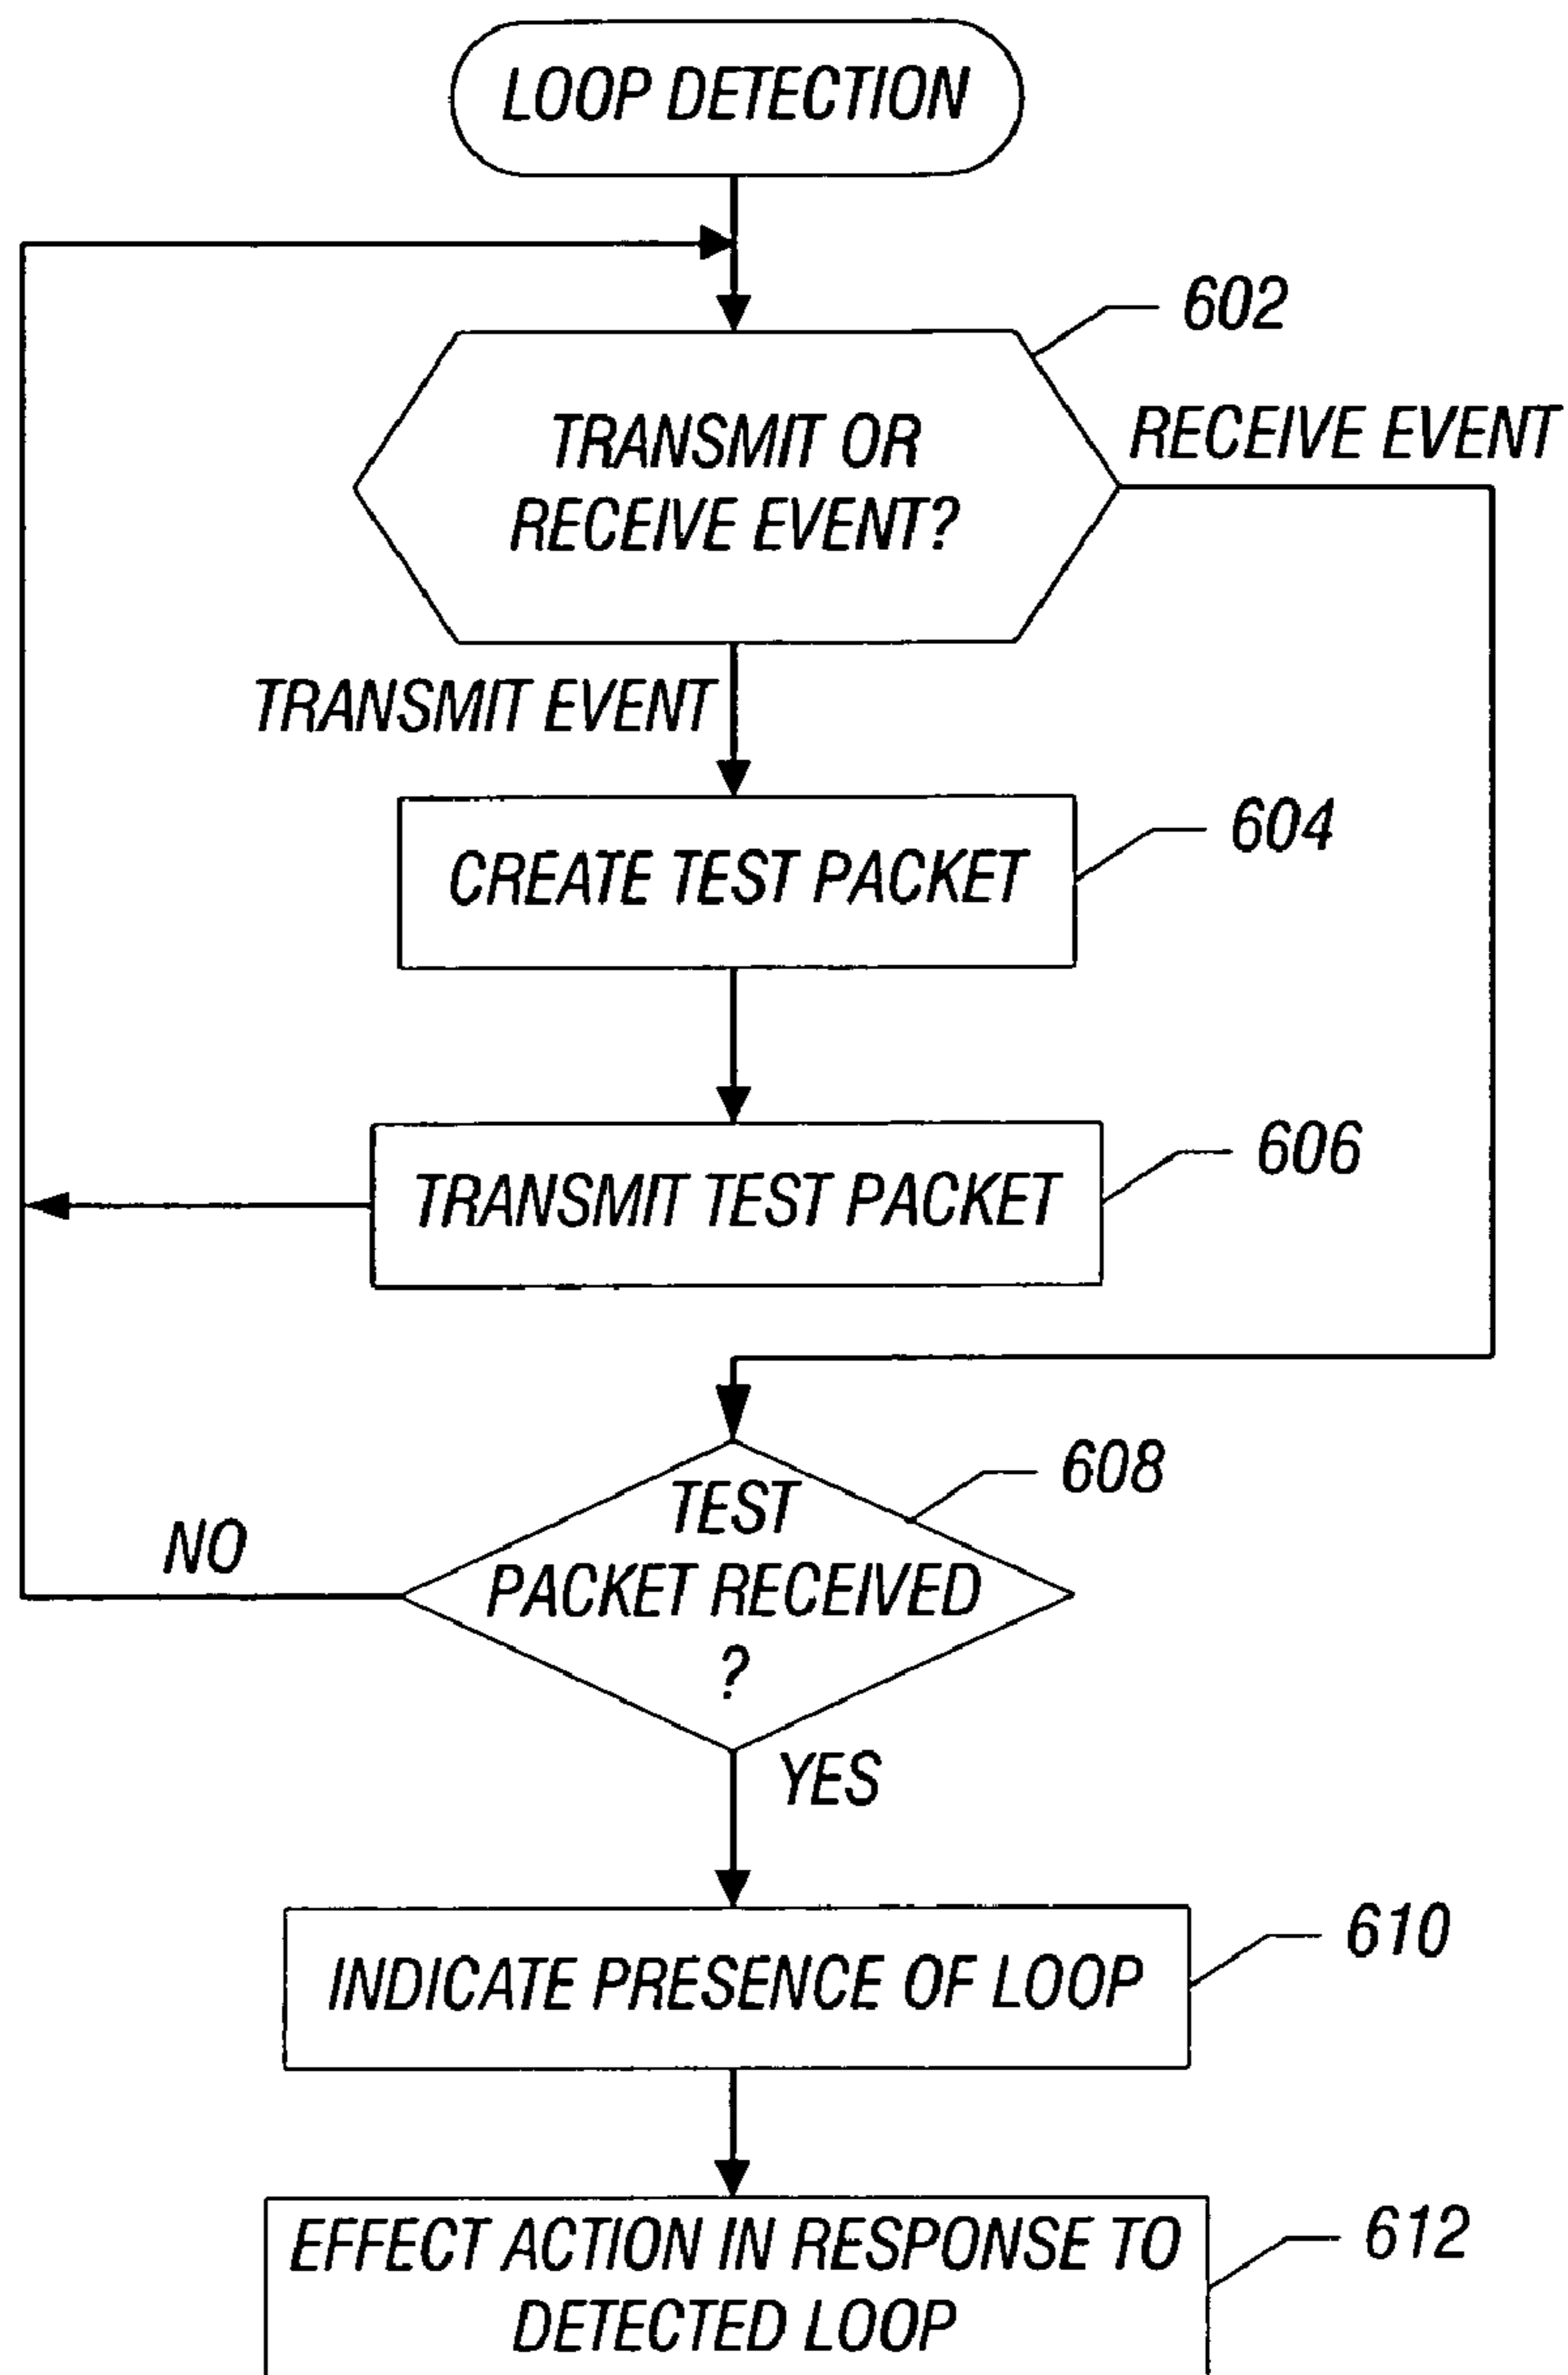 LOOP DETECTION
602
TRANSMIT OR
RECEIVE EVENT?
RECEIVE EVENT
TRANSMIT EVENT
CREATE TEST PACKET
604
TRANSMIT TEST PACKET
606
TEST
PACKET RECEIVED
?
608
NO
YES
INDICATE PRESENCE OF LOOP
610
EFFECT ACTION IN RESPONSE TO
DETECTED LOOP
612